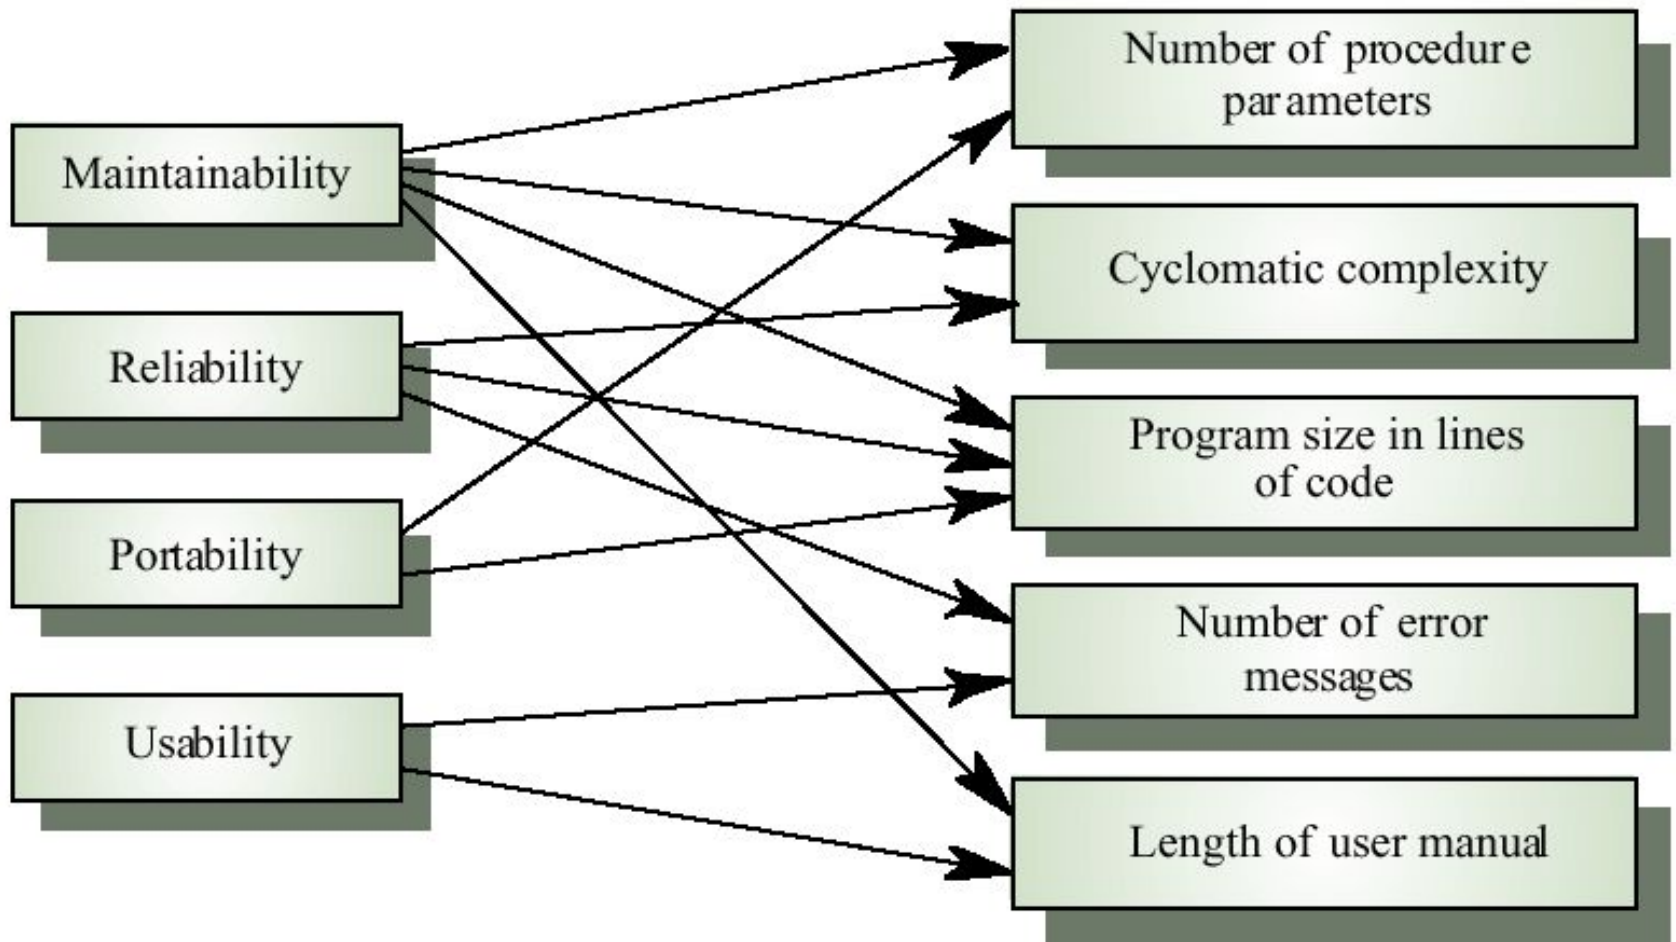 Maintainability
Reliability
Portability
Usability
Number of procedure
parameters
Cyclomatic complexity
Program size in lines
of code
Number of error
messages
Length of user manual